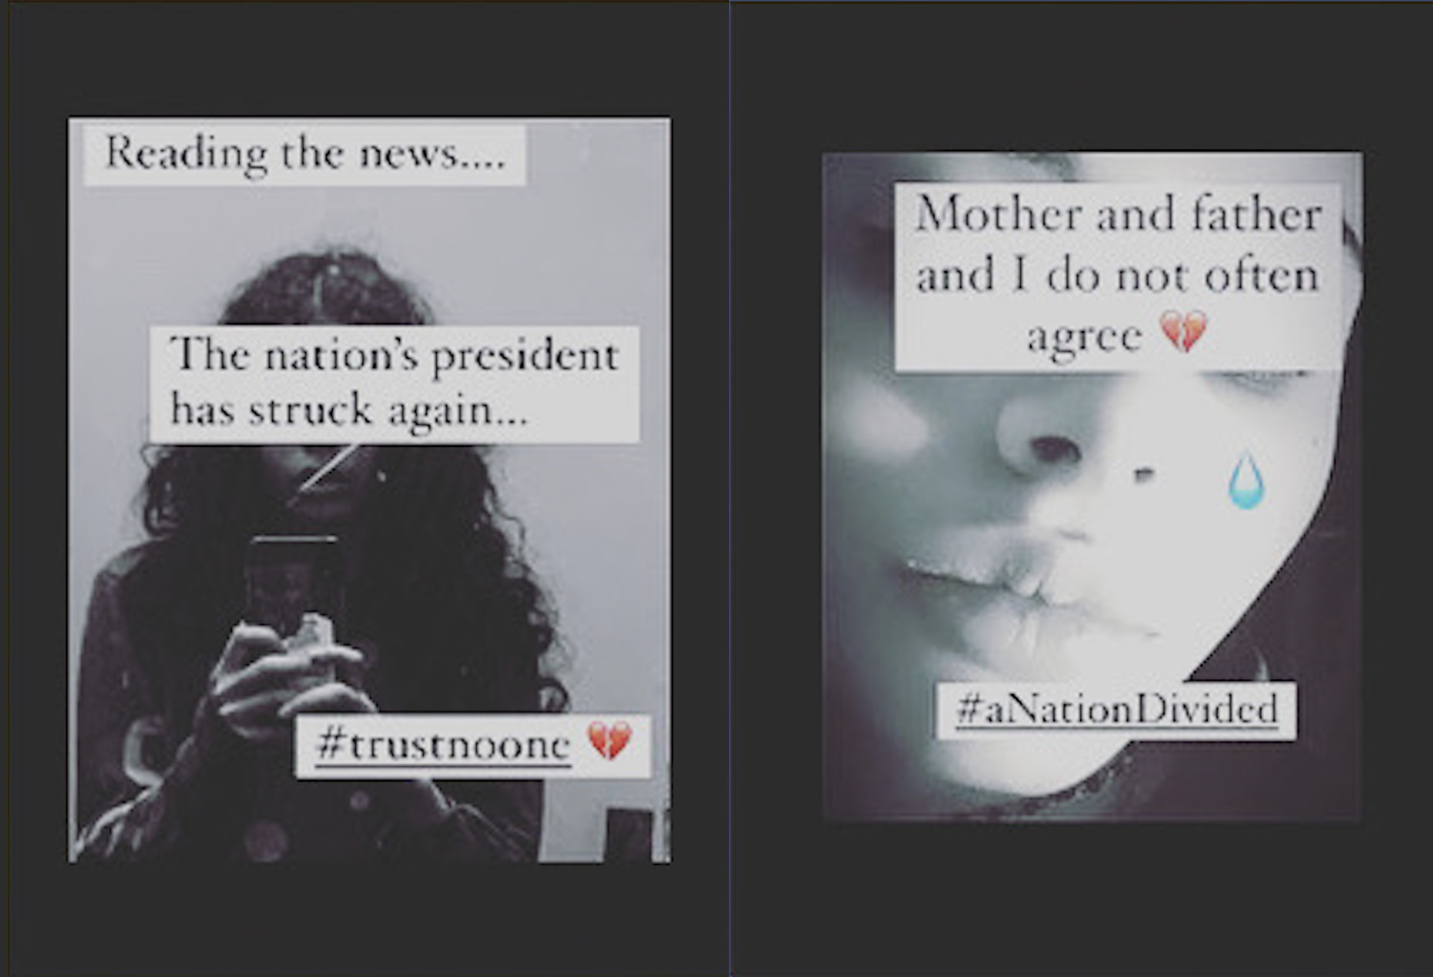 Reading the news....
The nation's president
has struck again...
#trustnoone 💔
Mother and father
and I do not often
agree 💔
#aNationDivided